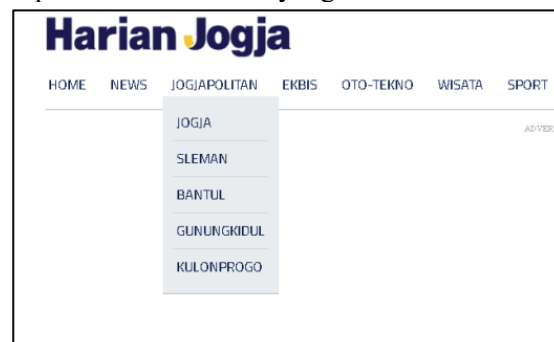 Harian Jogja
HOME NEWS JOGJAPOLITAN EKBIS OTO-TEKNO WISATA SPORT
JOGJA
SLEMAN
BANTUL
GUNUNGKIDUL
KULONPROGO